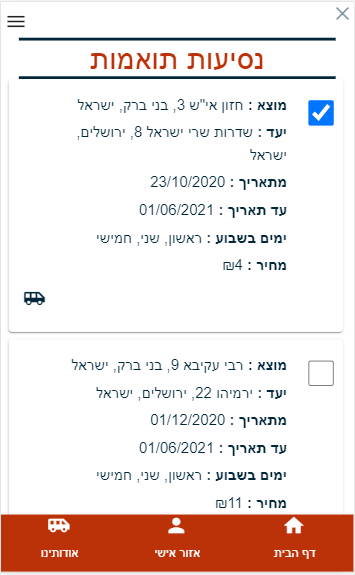 נסיעות תואמות
מוצא : חזון אי"ש 3, בני ברק, ישראל
יעד : שדרות שרי ישראל 8, ירושלים,
ישראל
מתאריך : 23/10/2020
עד תאריך : 01/06/2021
ימים בשבוע : ראשון, שני, חמישי
מחיר : 4₪
מוצא : רבי עקיבא 9, בני ברק, ישראל
יעד : ירמיהו 22, ירושלים, ישראל
מתאריך : 01/12/2020
עד תאריך : 01/06/2021
ימים בשבוע : ראשון, שני, חמישי
מחיר : 11₪
דף הבית
אזור אישי
אודותינו